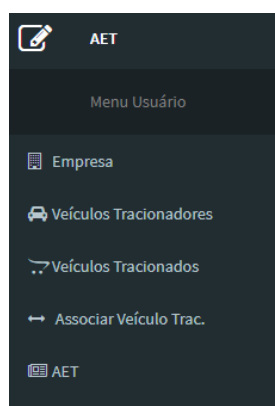 AET
Menu Usuário
Empresa
Veículos Tracionadores
Veículos Tracionados
Associar Veículo Trac.
AET